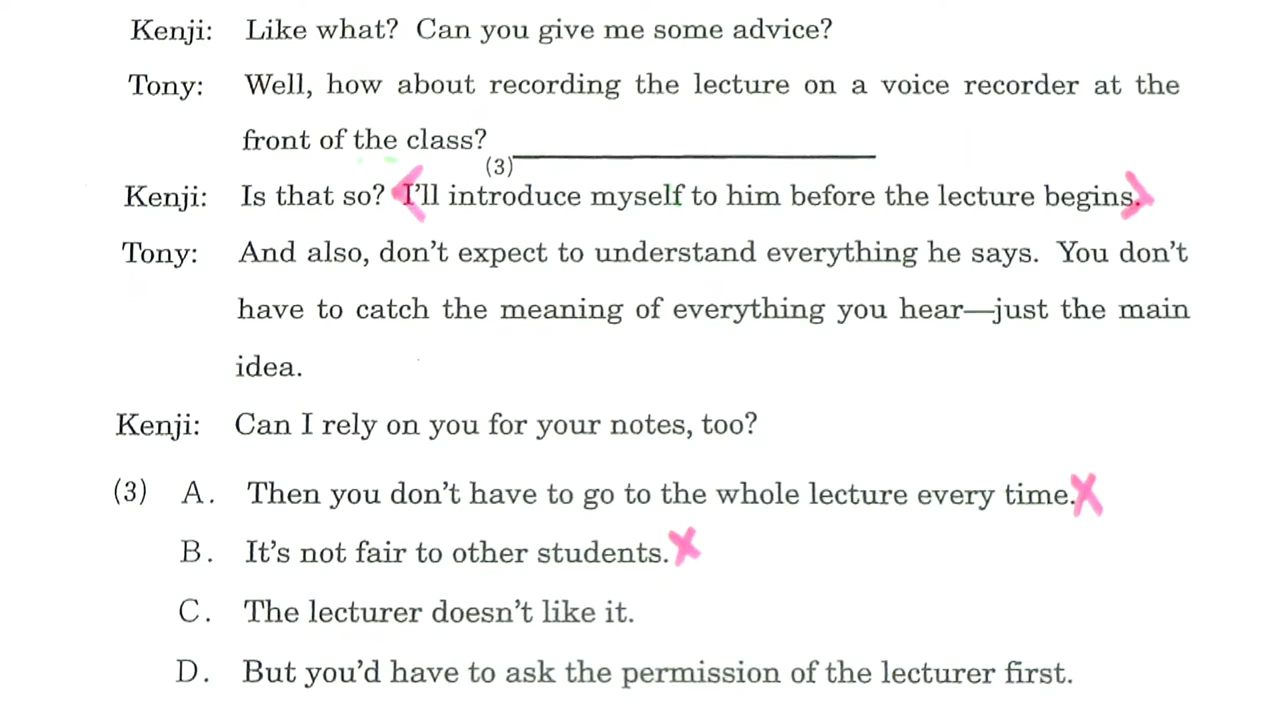 Kenji: Like what? Can you give me some advice?
Tony: Well, how about recording the lecture on a voice recorder at the
front of the class?
(3)
Kenji: Is that so? I'll introduce myself to him before the lecture begins.
Tony: And also, don't expect to understand everything he says. You don't
have to catch the meaning of everything you hear—just the main
idea.
Kenji: Can I rely on you for your notes, too?
(3) A. Then you don't have to go to the whole lecture every time.
B. It's not fair to other students.
C. The lecturer doesn't like it.
D. But you'd have to ask the permission of the lecturer first.